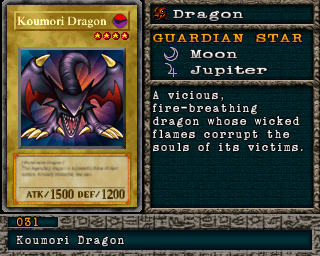 Koumori Dragon
ATK/1500 DEF/1200
Dragon
GUARDIAN STAR
Moon
Jupiter
A vicious,
fire-breathing
dragon whose wicked
flames corrupt the
souls of its victims.
031
Koumori Dragon